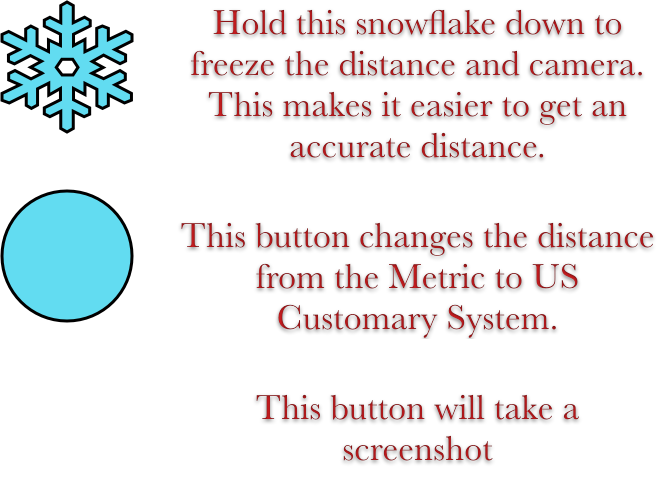 Hold this snowflake down to
freeze the distance and camera.
This makes it easier to get an
accurate distance.
This button changes the distance
from the Metric to US
Customary System.
This button will take a
screenshot